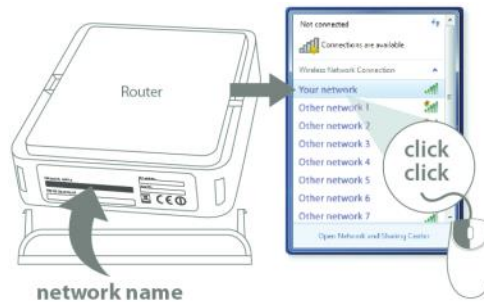 Router
network name
Not connected
Connections are available
Wireless Network Connection
Your network
Other network 1
Other network 2
Other network 3
Other network 4
Other network 5
Other network 6
Other network 7
Open Network and Sharing Center
click
click